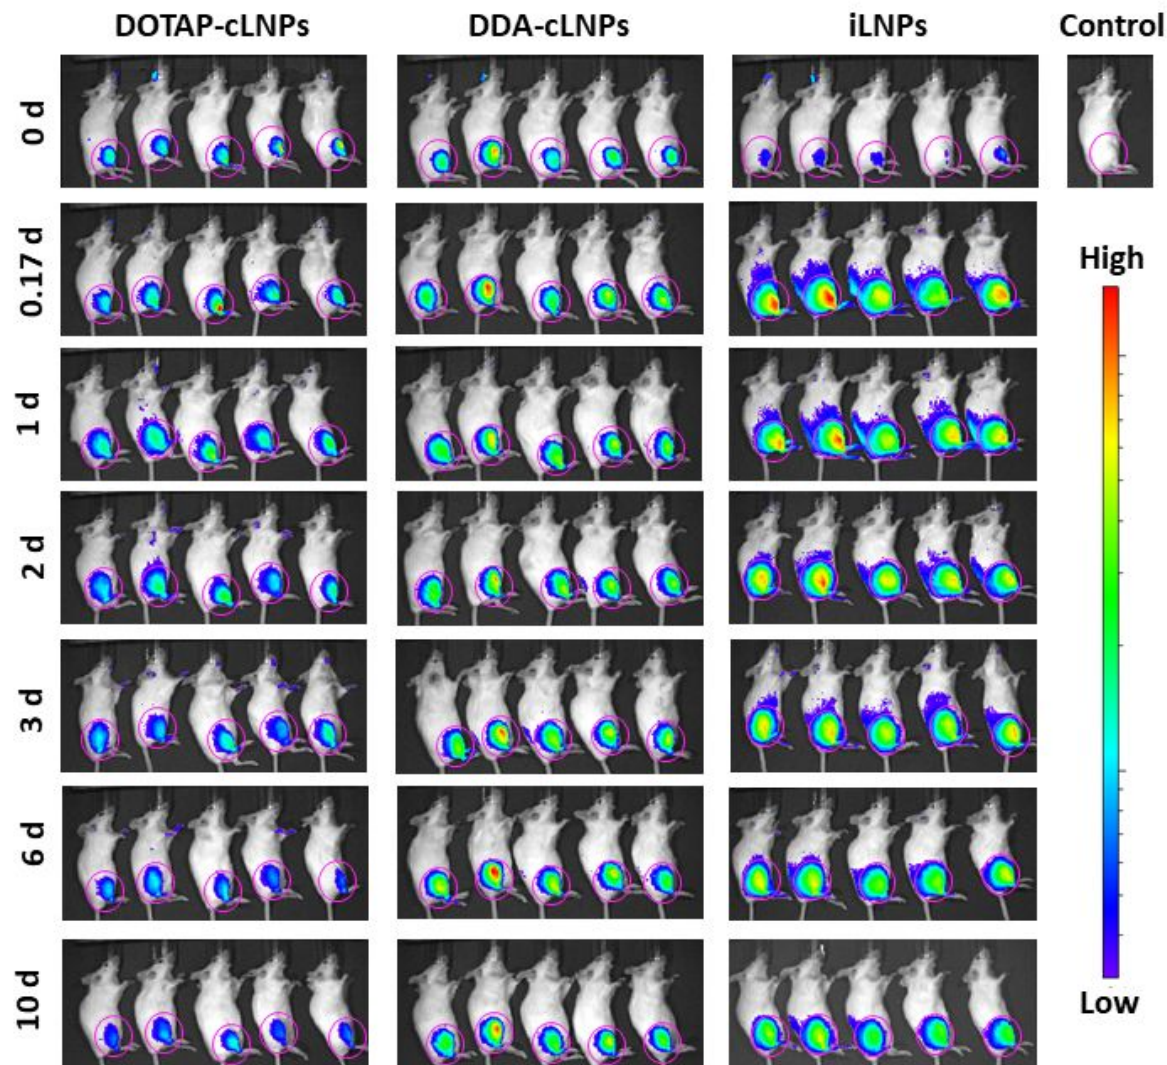 DOTAP-cLNPs DDA-cLNPs iLNPs Control
0 d
0.17 d
High
1 d
2 d
3 d
6 d
10 d
Low